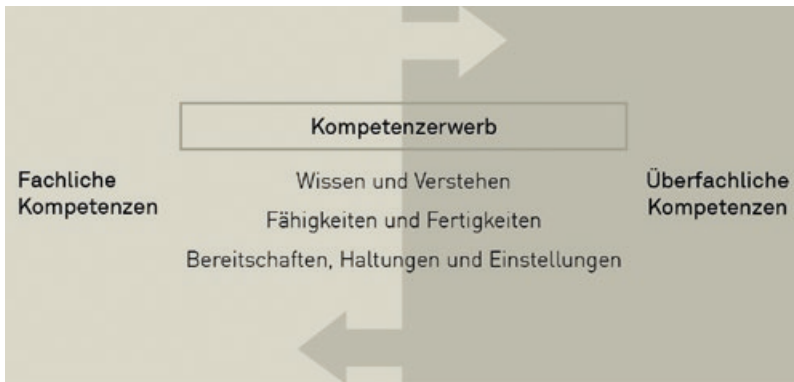 Kompetenzerwerb
Fachliche
Kompetenzen
Wissen und Verstehen
Fähigkeiten und Fertigkeiten
Bereitschaften, Haltungen und Einstellungen
Überfachliche
Kompetenzen